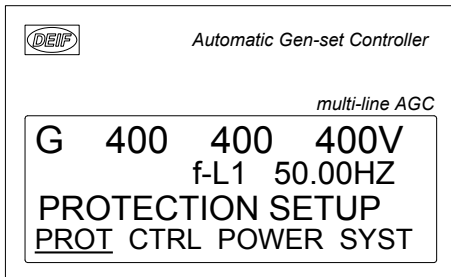 DEIF
Automatic Gen-set Controller
multi-line AGC
G 400 400 400V
f-L1 50.00HZ
PROTECTION SETUP
PROT CTRL POWER SYST